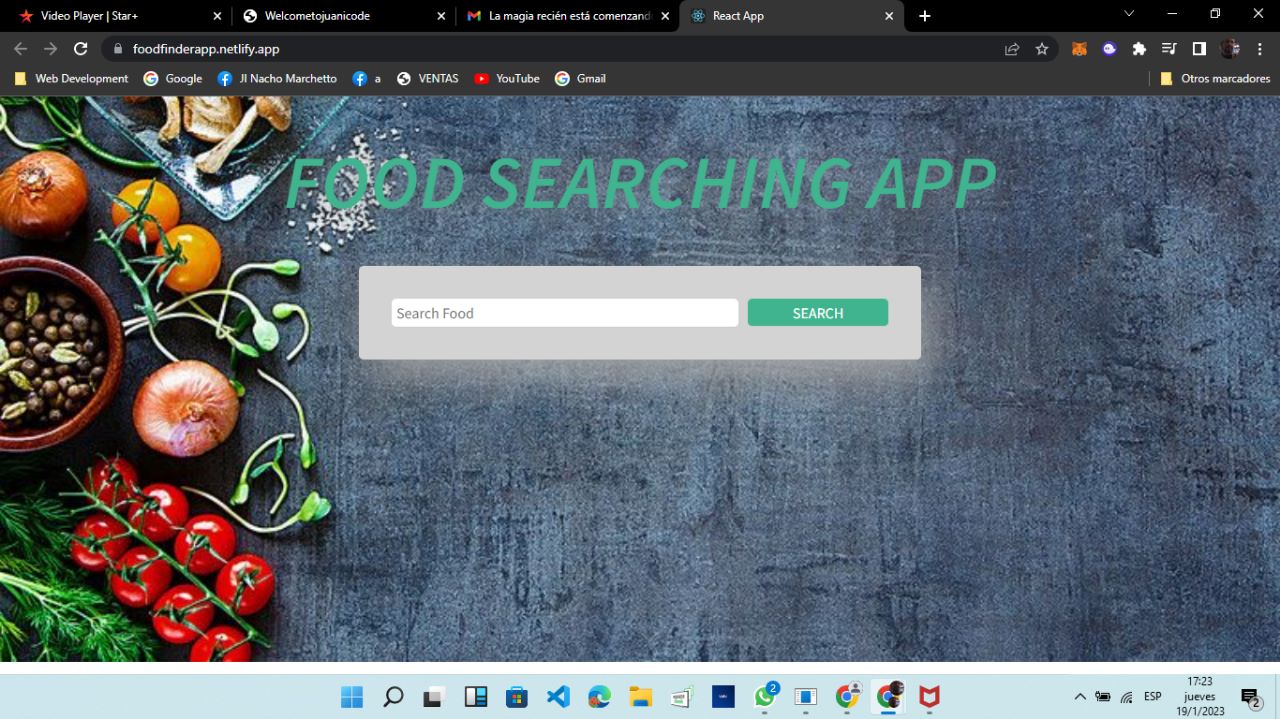 Video Player | Star+
Welcometojuanicode
La magia recién está comenzand
React App
foodfinderapp.netlify.app
Web Development
Google
JI Nacho Marchetto
a
VENTAS
YouTube
Gmail
Otros marcadores
FOOD SEARCHING APP
Search Food
SEARCH
2
ESP
17:23
jueves
19/1/2023
2